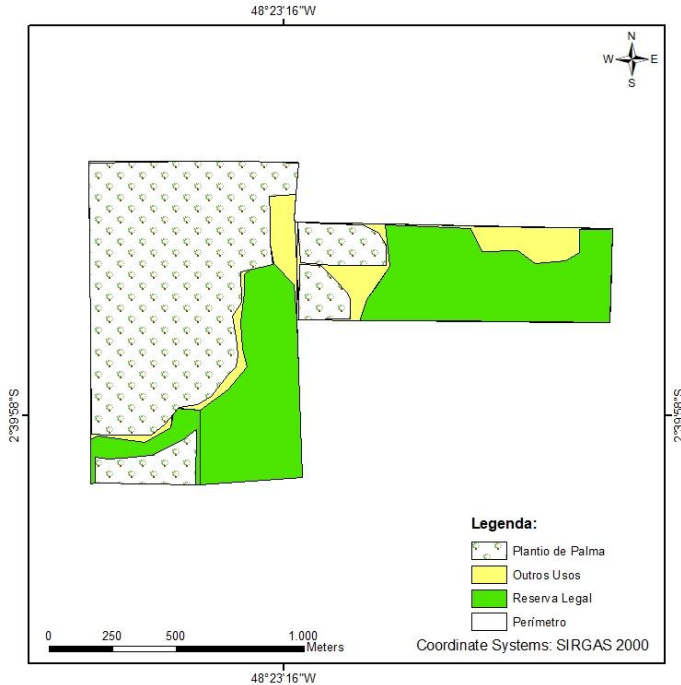 48°23'16"W
N
W E
S
2°39'58"S
2°39'58"S
Legenda:
Plantio de Palma
Outros Usos
Reserva Legal
Perímetro
0 250 500 1.000
Meters
Coordinate Systems: SIRGAS 2000
48°23'16"W